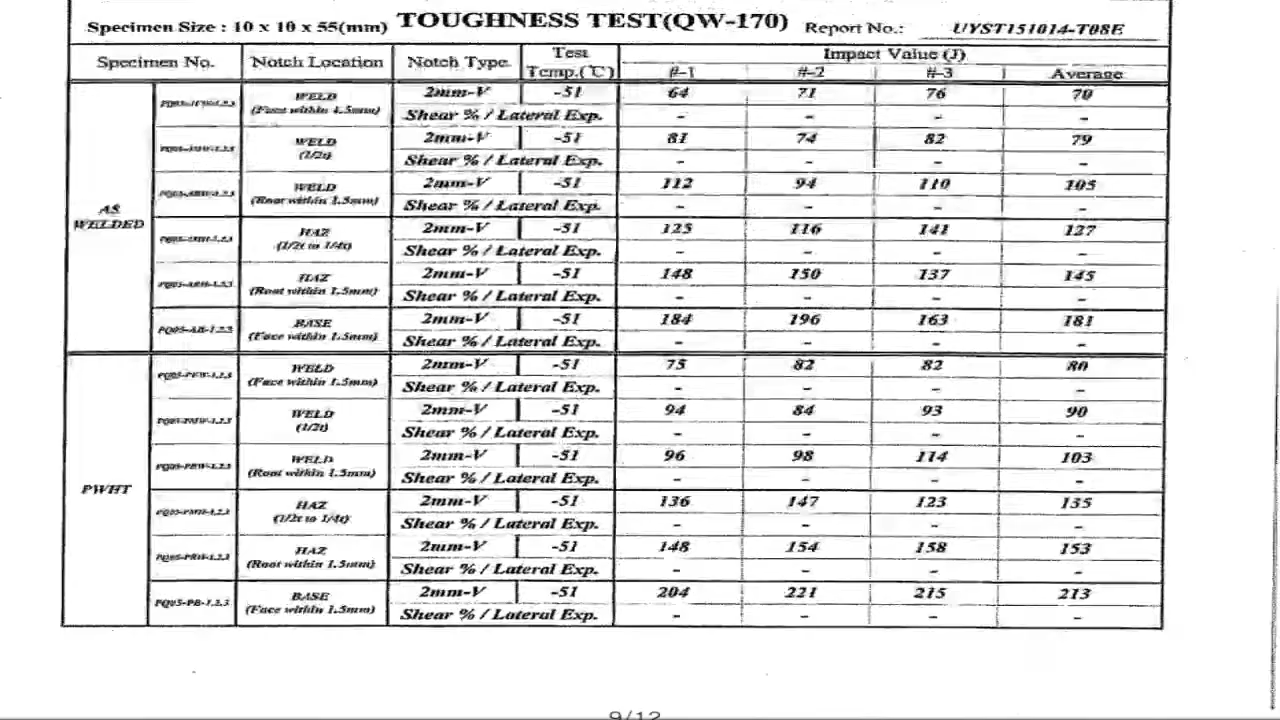 Specimen Size : 10 x 10 x 55(mm) TOUGHNESS TEST(QW-170) Report No.: UYST151014-T08E
Specimen No. Notch Location Notch Type Test Temp.(℃) Impact Value (J)
#-1 #-2 #-3 Average
AS WELDED
WELD (Face within 1.5mm) 2mm-V -51 64 71 76 70
Shear % / Lateral Exp. - - - -
WELD (1/2t) 2mm-V -51 81 74 82 79
Shear % / Lateral Exp. - - - -
WELD (Root within 1.5mm) 2mm-V -51 112 94 110 105
Shear % / Lateral Exp. - - - -
HAZ (1/2t to 1/4t) 2mm-V -51 125 116 141 127
Shear % / Lateral Exp. - - - -
HAZ (Root within 1.5mm) 2mm-V -51 148 150 137 145
Shear % / Lateral Exp. - - - -
PQ05-AB-1.2.3 BASE (Face within 1.5mm) 2mm-V -51 184 196 163 181
Shear % / Lateral Exp. - - - -
PWHT
WELD (Face within 1.5mm) 2mm-V -51 75 82 82 80
Shear % / Lateral Exp. - - - -
WELD (1/2t) 2mm-V -51 94 84 93 90
Shear % / Lateral Exp. - - - -
WELD (Root within 1.5mm) 2mm-V -51 96 98 114 103
Shear % / Lateral Exp. - - - -
HAZ (1/2t to 1/4t) 2mm-V -51 136 147 123 135
Shear % / Lateral Exp. - - - -
HAZ (Root within 1.5mm) 2mm-V -51 148 154 158 153
Shear % / Lateral Exp. - - - -
PQ05-PB-1,2,3 BASE (Face within 1.5mm) 2mm-V -51 204 221 215 213
Shear % / Lateral Exp. - - - -
9/12